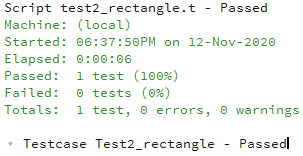 Script test2_rectangle.t - Passed
Machine: (local)
Started: 06:37:50PM on 12-Nov-2020
Elapsed: 0:00:06
Passed: 1 test (100%)
Failed: 0 tests (0%)
Totals: 1 test, 0 errors, 0 warnings
Testcase Test2_rectangle - Passed